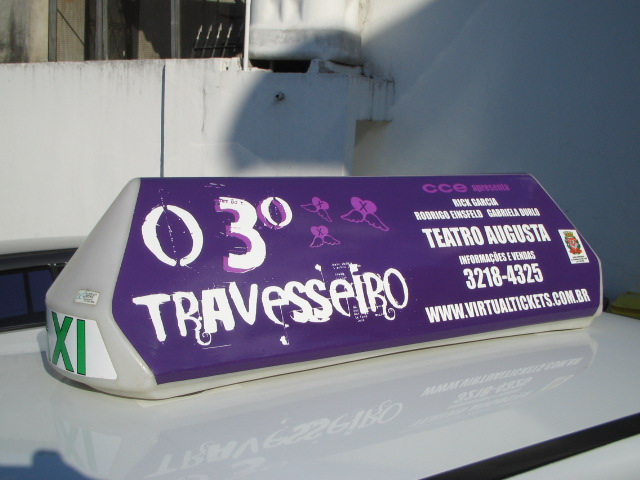 O 3º
TRAVESSEIRO
cce apresenta
RICK GARCIA
RODRIGO EINSFELD GABRIELA DURLO
TEATRO AUGUSTA
INFORMAÇÕES E VENDAS
3218-4325
WWW.VIRTUALTICKETS.COM.BR
XI